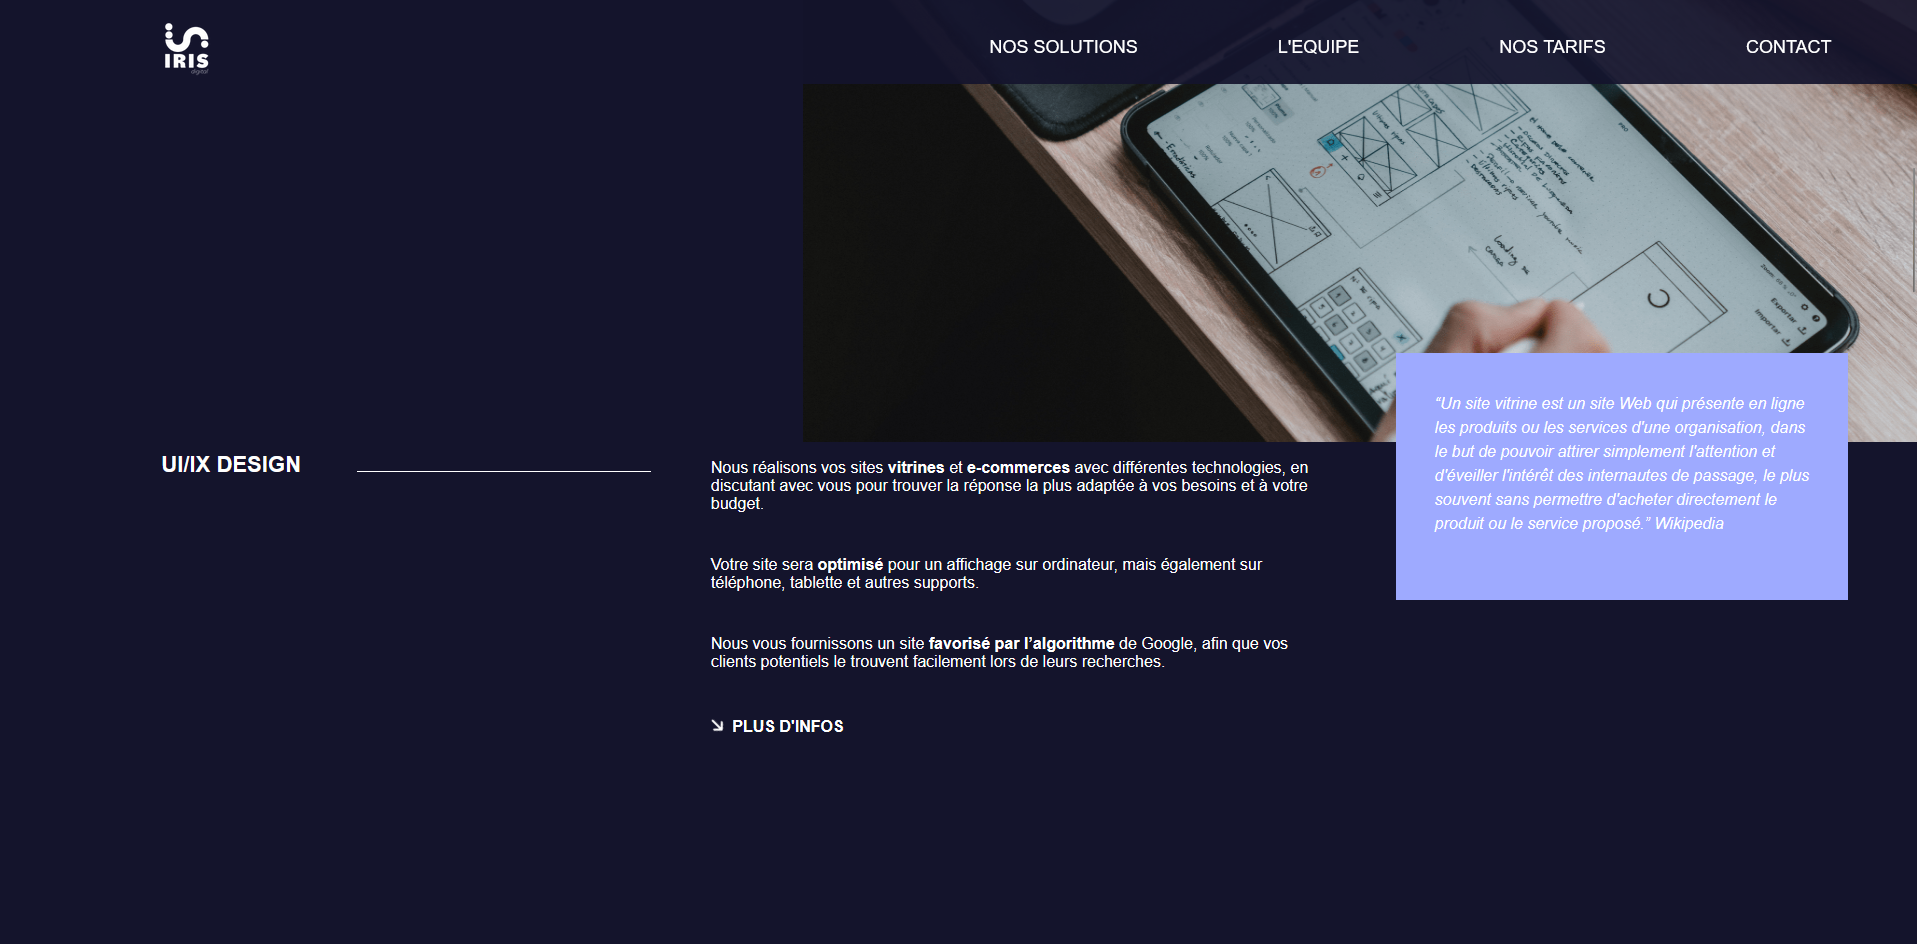 IRIS
digital
NOS SOLUTIONS
L'EQUIPE
NOS TARIFS
CONTACT
Loading
Exportar
Importar
“Un site vitrine est un site Web qui présente en ligne
les produits ou les services d'une organisation, dans
le but de pouvoir attirer simplement l'attention et
d'éveiller l'intérêt des internautes de passage, le plus
souvent sans permettre d'acheter directement le
produit ou le service proposé.” Wikipedia
UI/IX DESIGN
Nous réalisons vos sites vitrines et e-commerces avec différentes technologies, en
discutant avec vous pour trouver la réponse la plus adaptée à vos besoins et à votre
budget.
Votre site sera optimisé pour un affichage sur ordinateur, mais également sur
téléphone, tablette et autres supports.
Nous vous fournissons un site favorisé par l’algorithme de Google, afin que vos
clients potentiels le trouvent facilement lors de leurs recherches.
PLUS D'INFOS